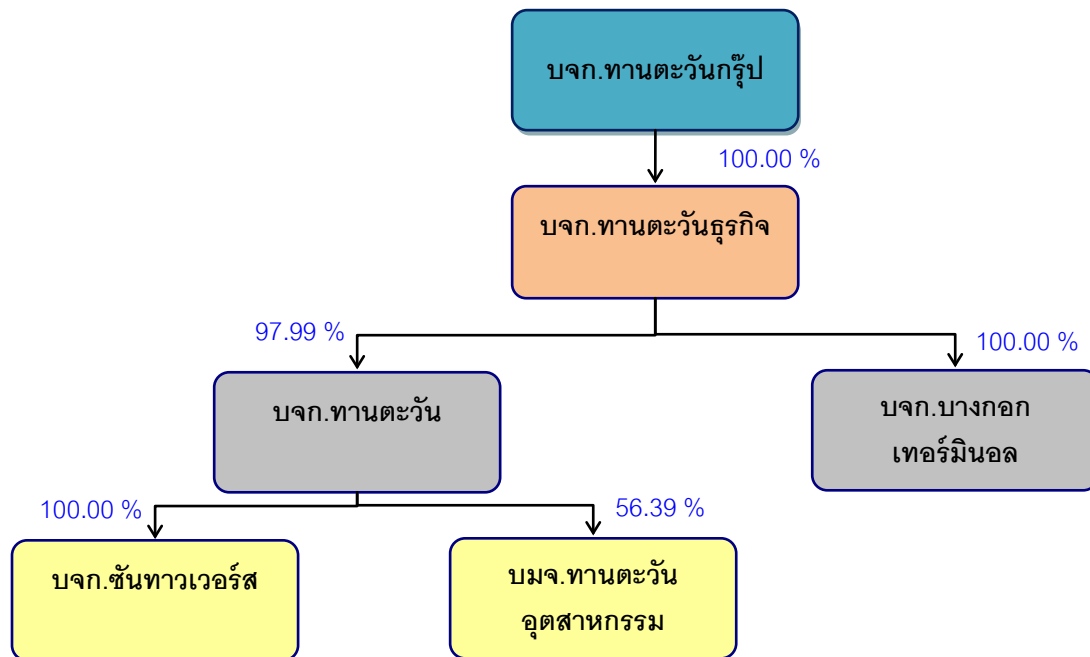 บจก.ทานตะวันกรุ๊ป
100.00 %
บจก.ทานตะวันธุรกิจ
97.99 %
100.00 %
บจก.ทานตะวัน
บจก.บางกอก
เทอร์มินอล
100.00 %
56.39 %
บจก.ซันทาวเวอร์ส
บมจ.ทานตะวัน
อุตสาหกรรม